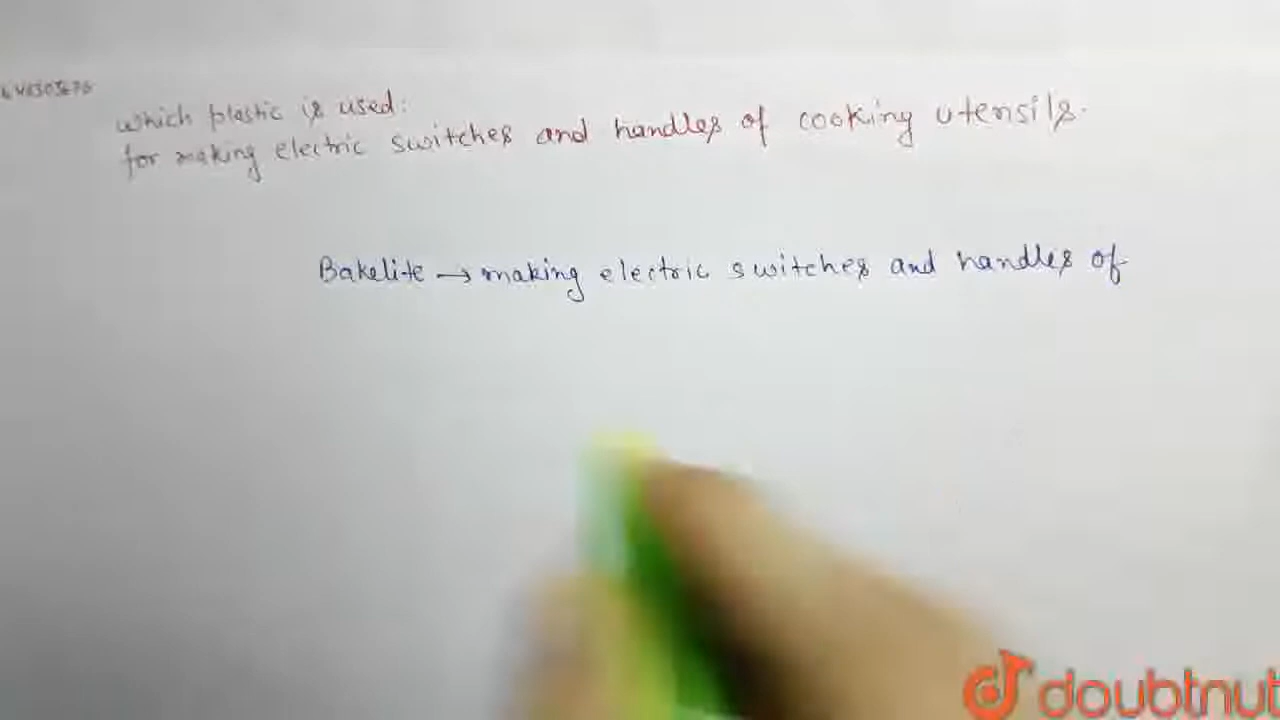 which plastic is used:
for making electric switches and handles of cooking utensils.
Bakelite → making electric switches and handles of
doubtnut